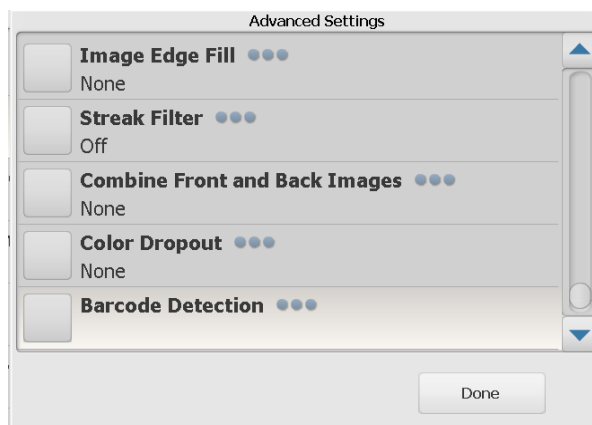 Advanced Settings
Image Edge Fill
None
Streak Filter
Off
Combine Front and Back Images
None
Color Dropout
None
Barcode Detection
Done